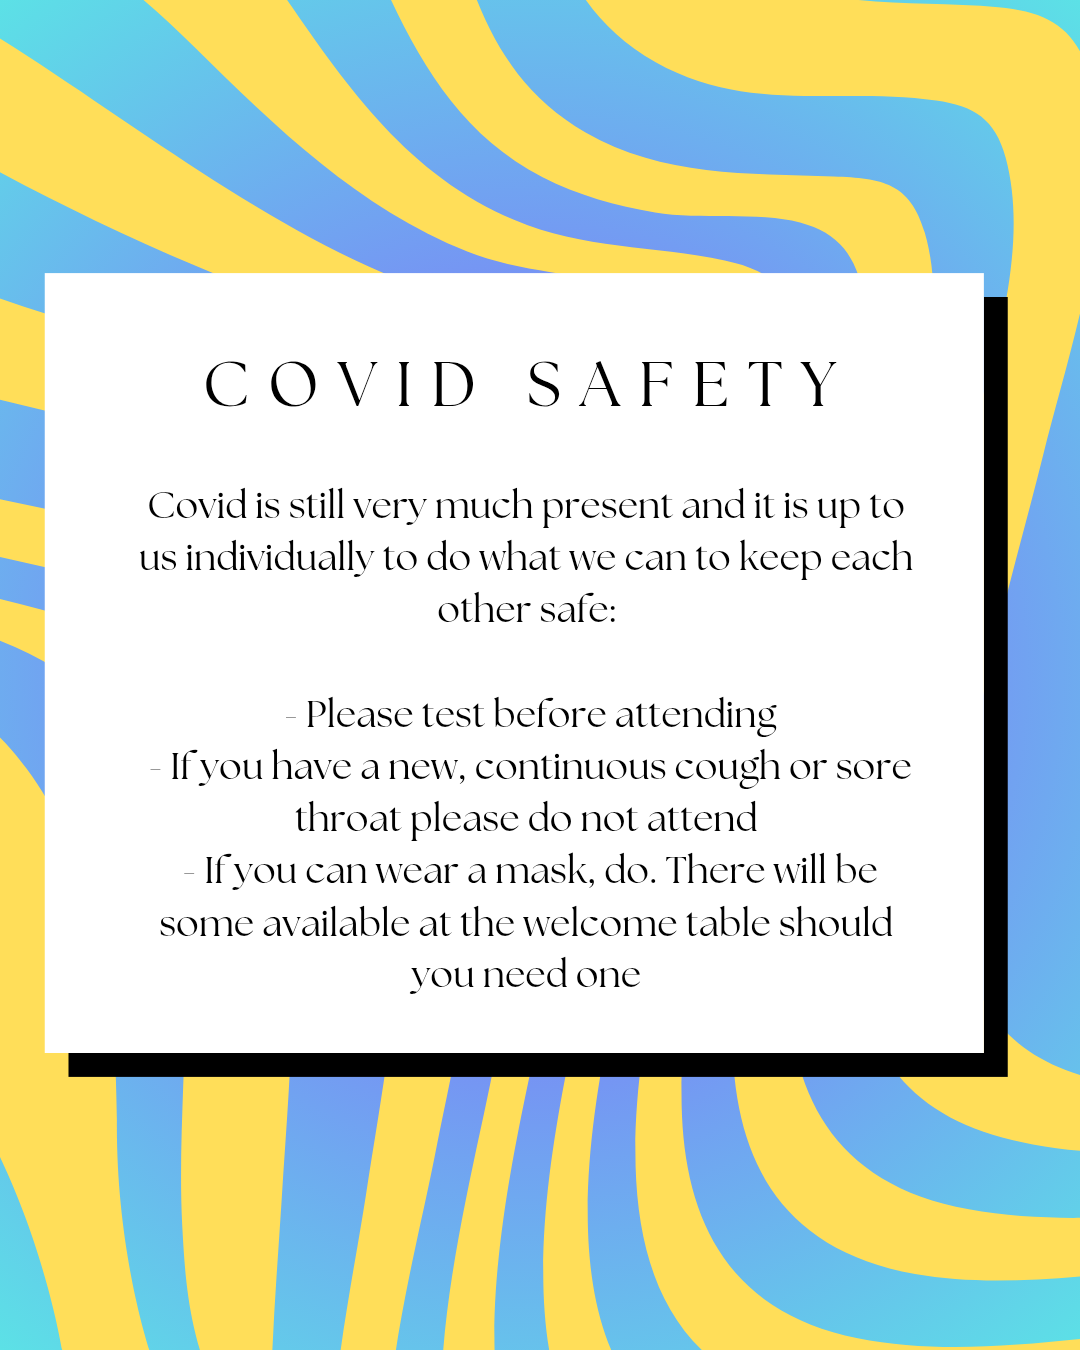 COVID SAFETY
Covid is still very much present and it is up to
us individually to do what we can to keep each
other safe:
- Please test before attending
- If you have a new, continuous cough or sore
throat please do not attend
- If you can wear a mask, do. There will be
some available at the welcome table should
you need one